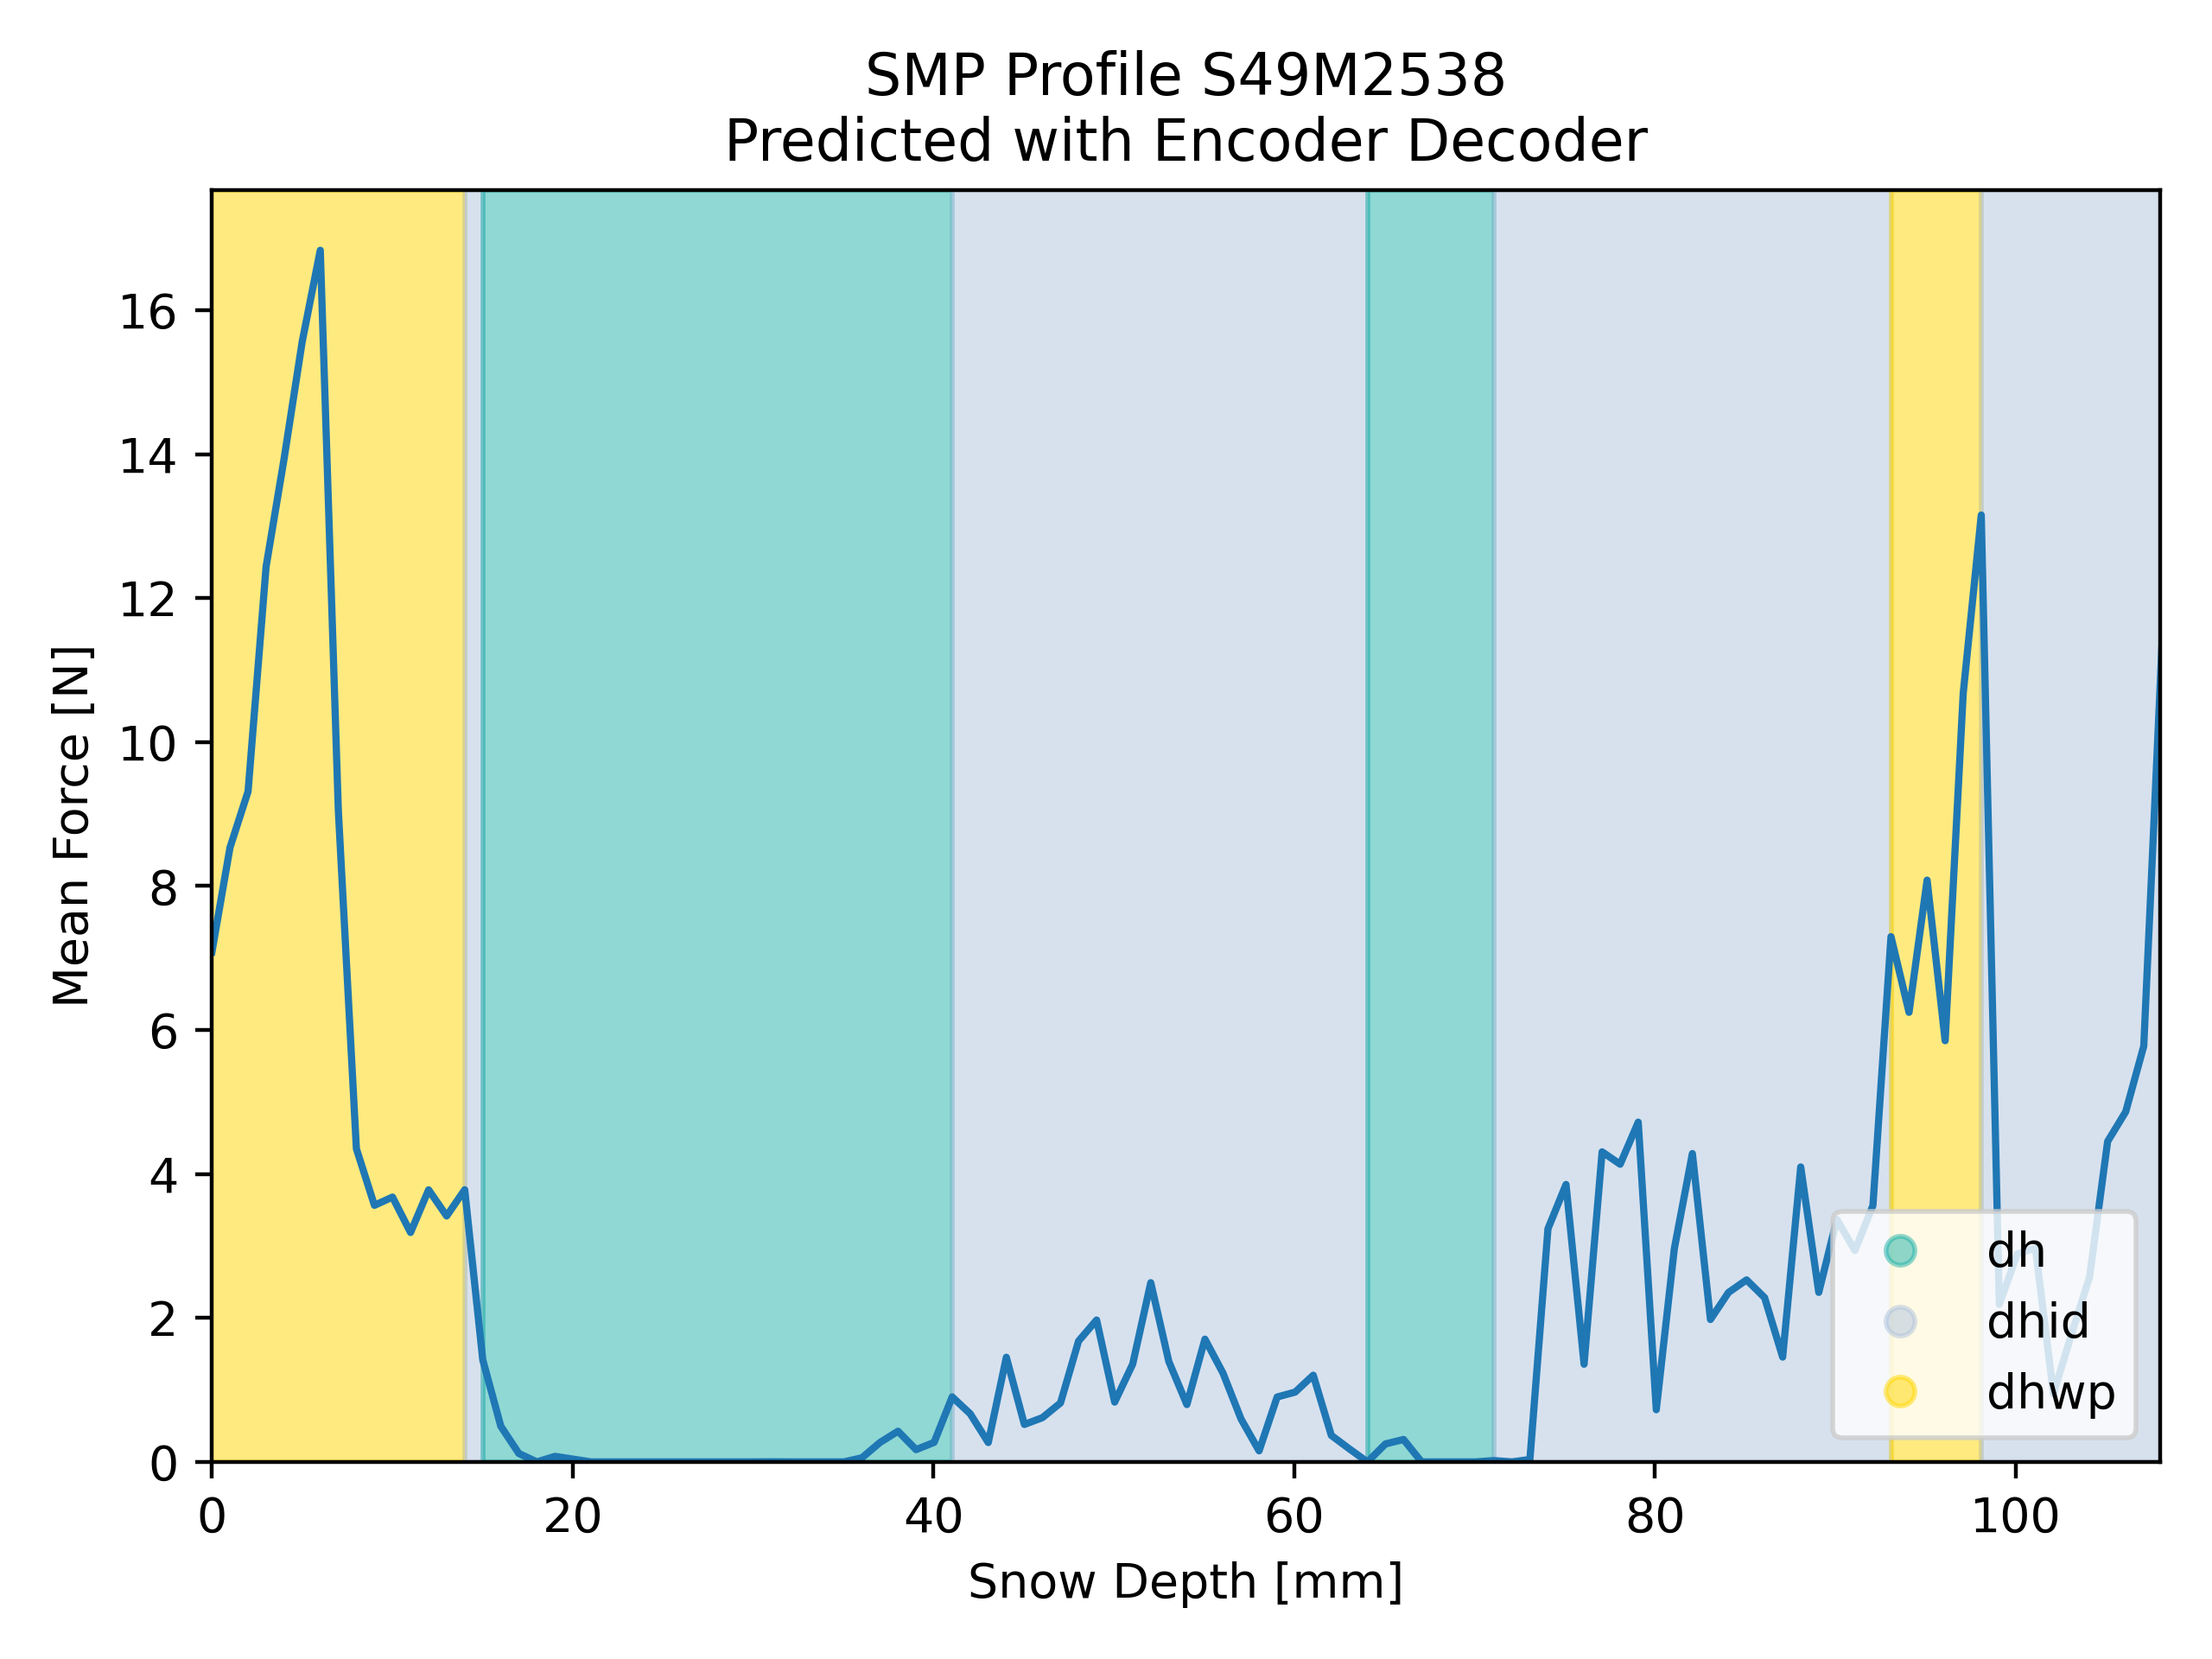 SMP Profile S49M2538
Predicted with Encoder Decoder
Mean Force [N]
16
14
12
10
8
6
4
2
0
0 20 40 60 80 100
Snow Depth [mm]
dh
dhid
dhwp